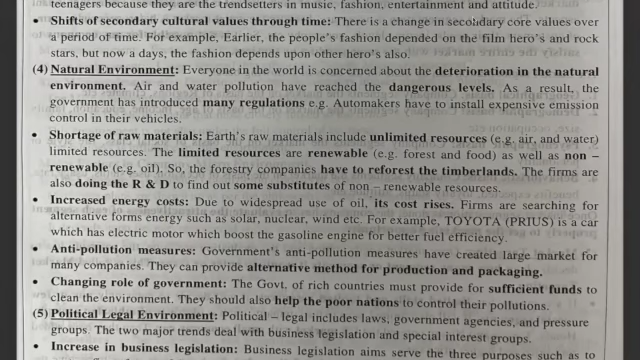 teenagers because they are the trendsetters in music, fashion, entertainment and attitude.
• Shifts of secondary cultural values through time: There is a change in secondary core values over
a period of time. For example, Earlier, the people's fashion depended on the film hero's and rock
stars, but now a days, the fashion depends upon other hero's also.
(4) Natural Environment: Everyone in the world is concerned about the deterioration in the natural
environment. Air and water pollution have reached the dangerous levels. As a result, the
government has introduced many regulations e.g. Automakers have to install expensive emission
control in their vehicles.
• Shortage of raw materials: Earth's raw materials include unlimited resources (e.g. air, and water)
limited resources. The limited resources are renewable (e.g. forest and food) as well as non –
renewable (e.g. oil). So, the forestry companies have to reforest the timberlands. The firms are
also doing the R & D to find out some substitutes of non – renewable resources.
• Increased energy costs: Due to widespread use of oil, its cost rises. Firms are searching for
alternative forms energy such as solar, nuclear, wind etc. For example, TOYOTA (PRIUS) is a car
which has electric motor which boost the gasoline engine for better fuel efficiency.
• Anti-pollution measures: Government's anti-pollution measures have created large market for
many companies. They can provide alternative method for production and packaging.
• Changing role of government: The Govt. of rich countries must provide for sufficient funds to
clean the environment. They should also help the poor nations to control their pollutions.
(5) Political Legal Environment: Political – legal includes laws, government agencies, and pressure
groups. The two major trends deal with business legislation and special interest groups.
• Increase in business legislation: Business legislation aims serve the three purposes such as to